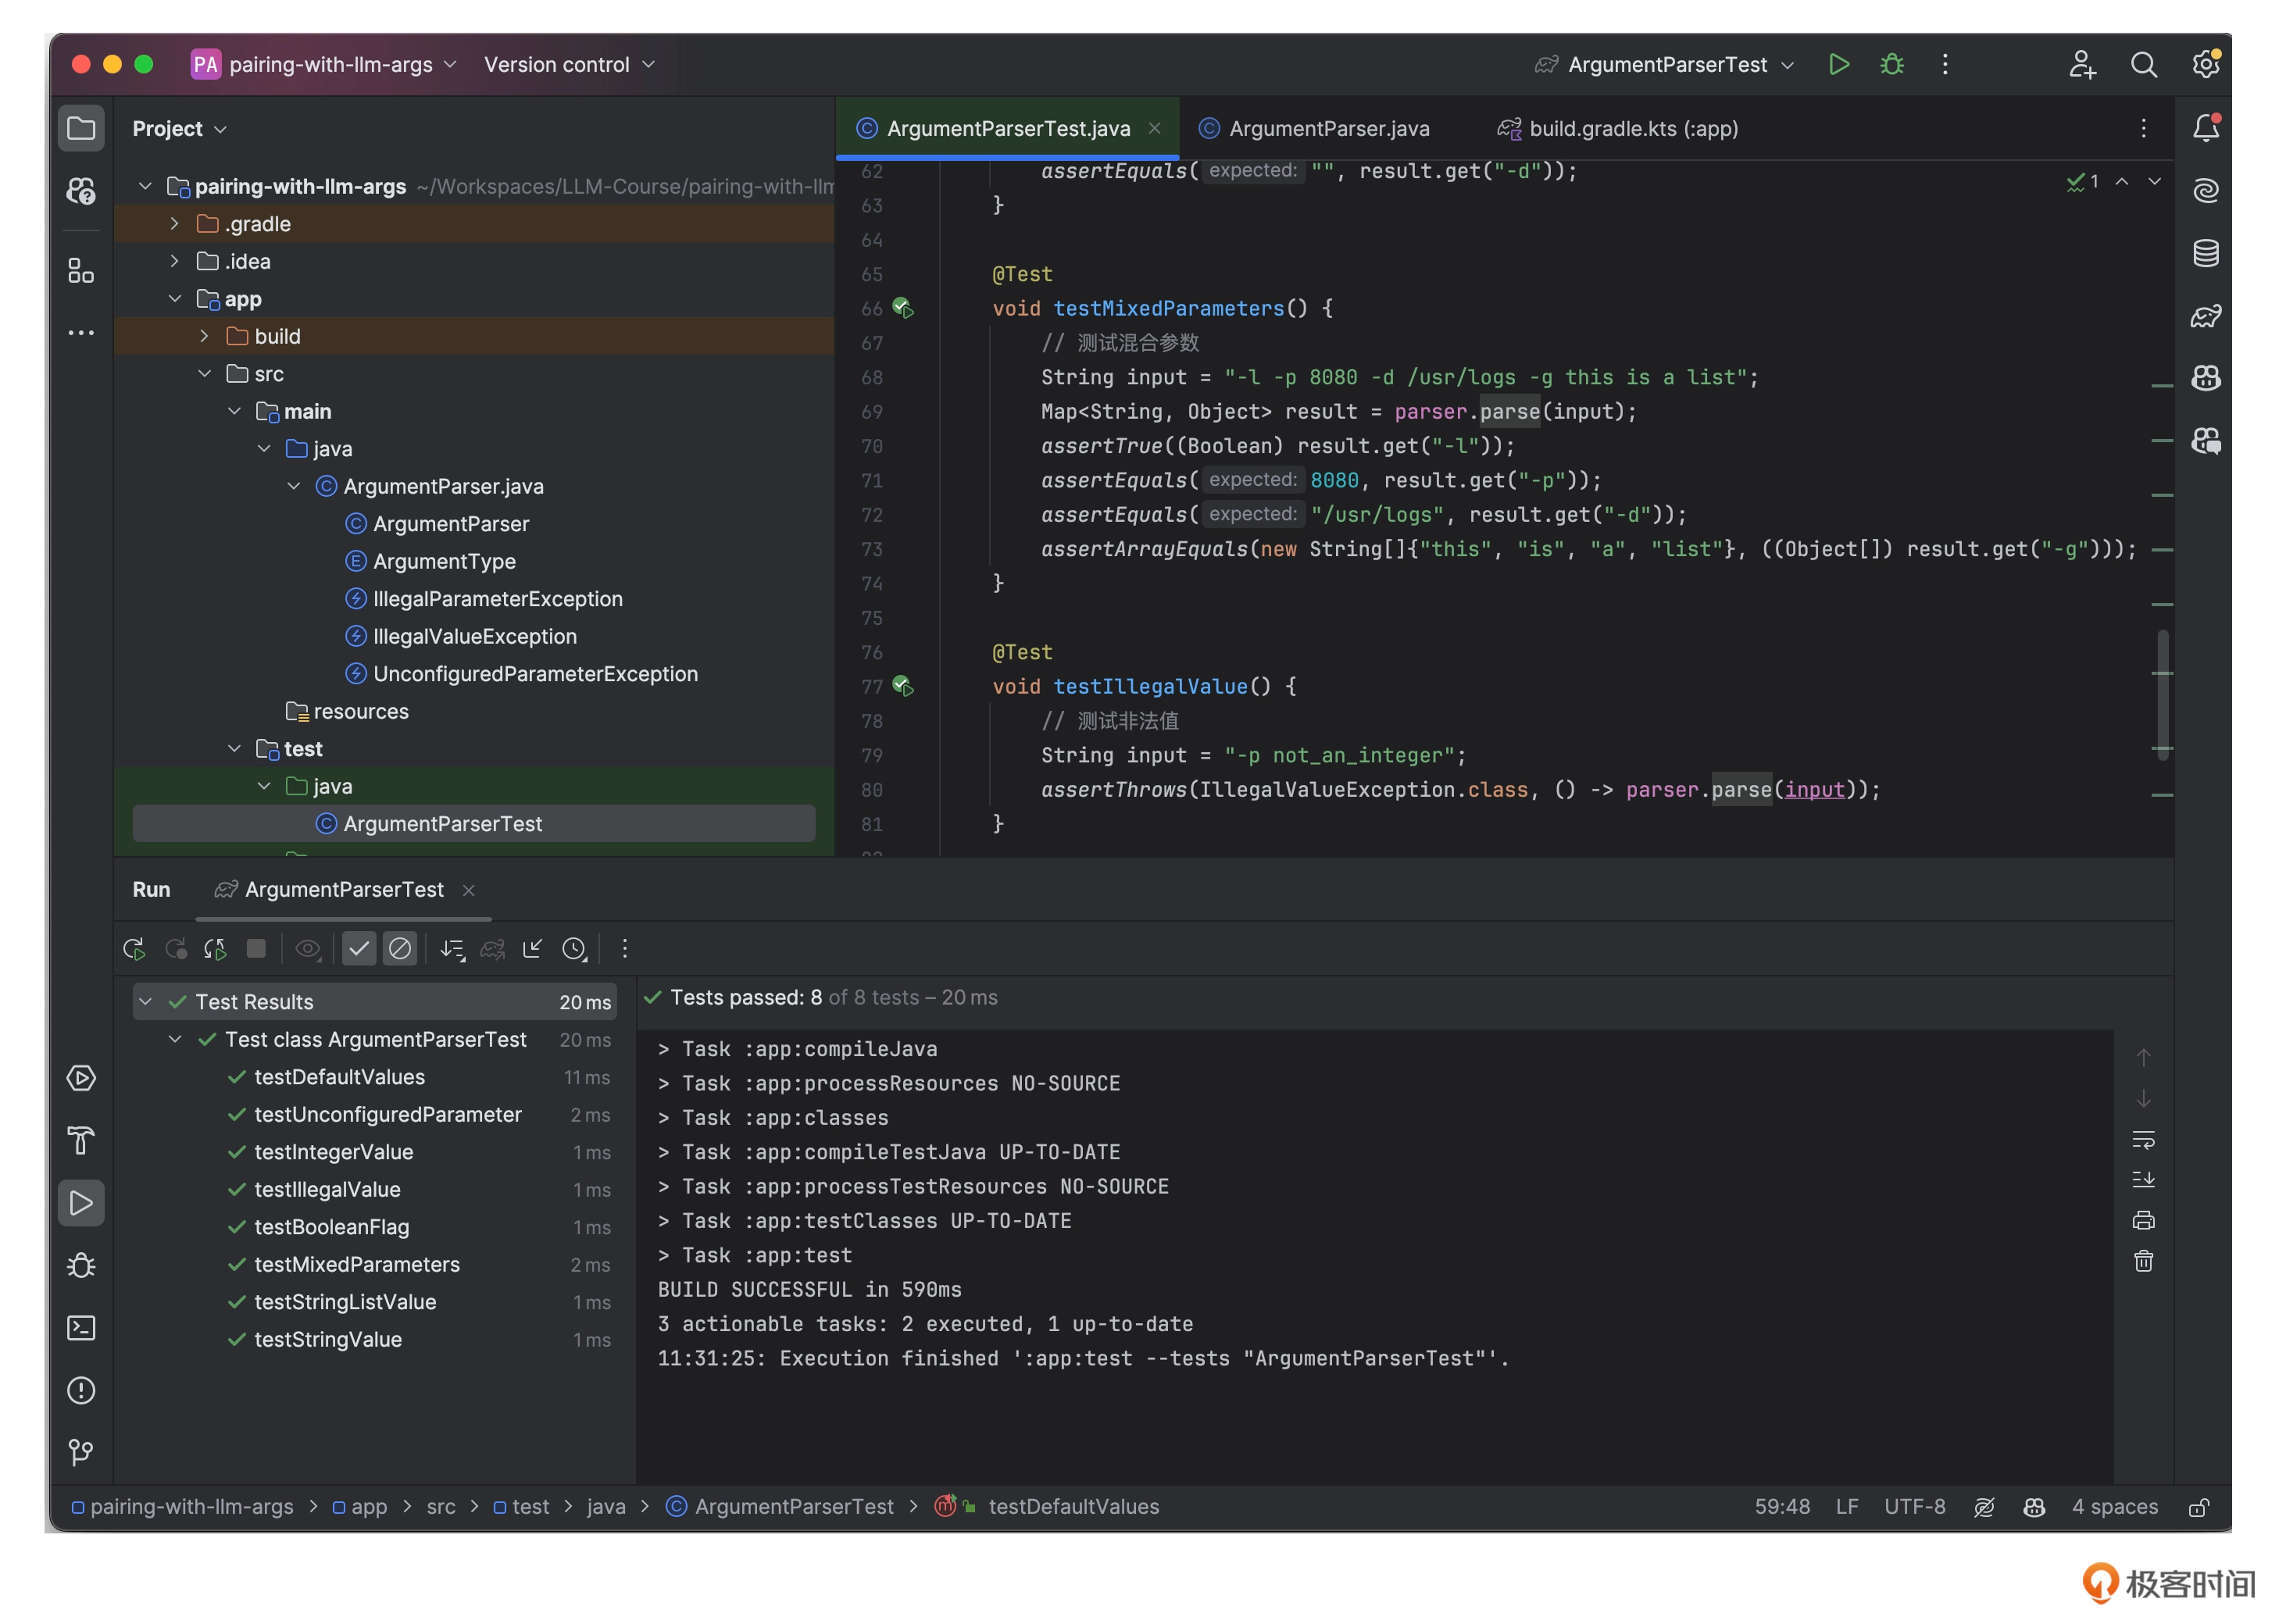 PA pairing-with-llm-args Version control ArgumentParserTest
Project
pairing-with-llm-args ~/Workspaces/LLM-Course/pairing-with-llm
.gradle
.idea
app
build
src
main
java
ArgumentParser.java
ArgumentParser
ArgumentType
IllegalParameterException
IllegalValueException
UnconfiguredParameterException
resources
test
java
ArgumentParserTest
ArgumentParserTest.java ArgumentParser.java build.gradle.kts (:app)
1
62 assertEquals( expected: "", result.get("-d"));
63 }
64
65 @Test
66 void testMixedParameters() {
67 // 测试混合参数
68 String input = "-l -p 8080 -d /usr/logs -g this is a list";
69 Map<String, Object> result = parser.parse(input);
70 assertTrue((Boolean) result.get("-l"));
71 assertEquals( expected: 8080, result.get("-p"));
72 assertEquals( expected: "/usr/logs", result.get("-d"));
73 assertArrayEquals(new String[]{"this", "is", "a", "list"}, ((Object[]) result.get("-g")));
74 }
75
76 @Test
77 void testIllegalValue() {
78 // 测试非法值
79 String input = "-p not_an_integer";
80 assertThrows(IllegalValueException.class, () -> parser.parse(input));
81 }
Run ArgumentParserTest
Test Results 20 ms
Test class ArgumentParserTest 20 ms
testDefaultValues 11 ms
testUnconfiguredParameter 2 ms
testIntegerValue 1 ms
testIllegalValue 1 ms
testBooleanFlag 1 ms
testMixedParameters 2 ms
testStringListValue 1 ms
testStringValue 1 ms
Tests passed: 8 of 8 tests – 20 ms
> Task :app:compileJava
> Task :app:processResources NO-SOURCE
> Task :app:classes
> Task :app:compileTestJava UP-TO-DATE
> Task :app:processTestResources NO-SOURCE
> Task :app:testClasses UP-TO-DATE
> Task :app:test
BUILD SUCCESSFUL in 590ms
3 actionable tasks: 2 executed, 1 up-to-date
11:31:25: Execution finished ':app:test --tests "ArgumentParserTest"'.
pairing-with-llm-args > app > src > test > java > ArgumentParserTest > testDefaultValues 59:48 LF UTF-8 4 spaces
极客时间